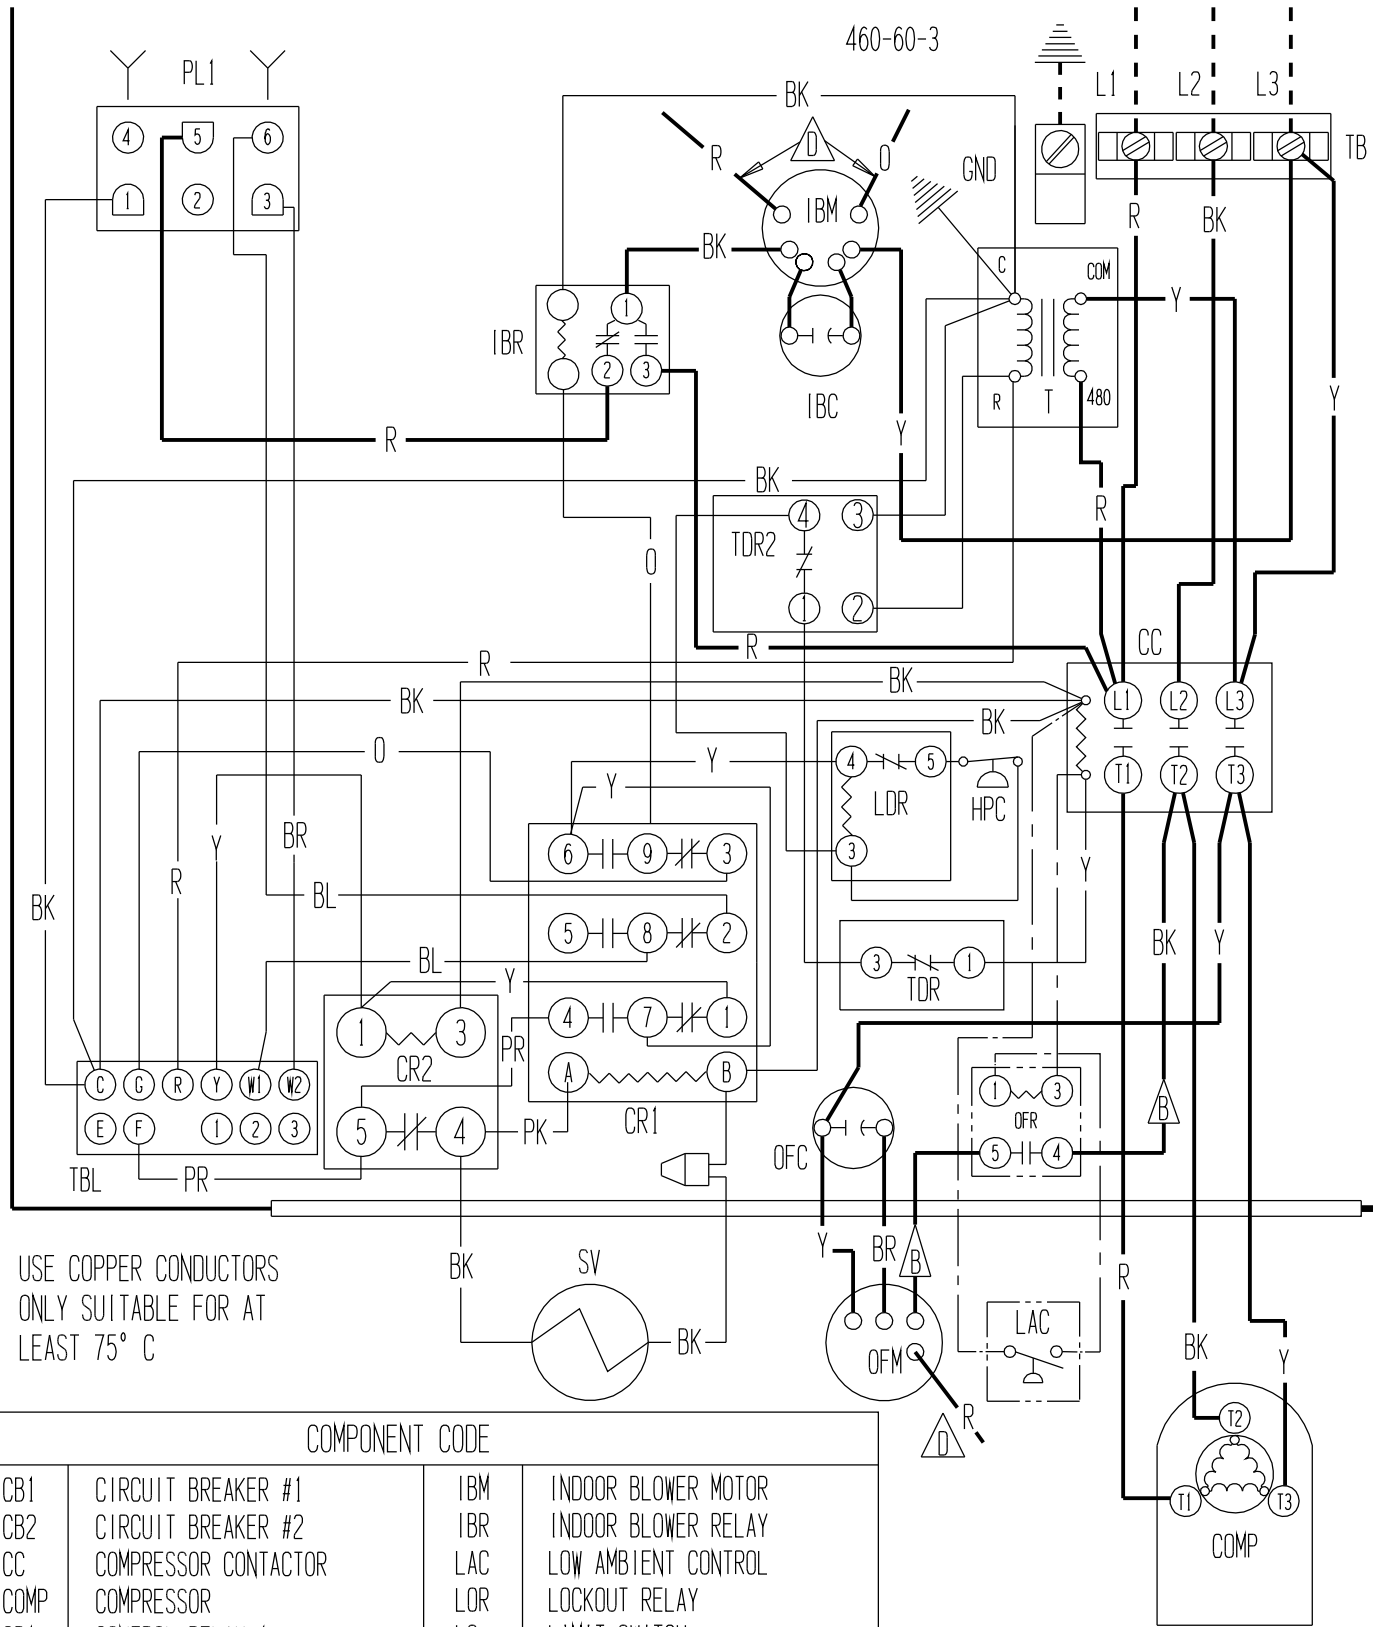 460-60-3
PL1
4 5 6
1 2 3
BK
R D O
GND
IBM
BK
L1 L2 L3
TB
R BK
C COM
Y
IBR
1
2 3
IBC
R T 480
Y
Y
R
BK
4 3
TDR2
1 2
O
R
R
CC
R
BK
BK
BK
L1 L2 L3
T1 T2 T3
O
Y
4 5
LDR
HPC
3
Y
Y
BR
Y
R
BK
6 9 3
BL
5 8 2
BL
Y
4 7 1
PR
A B
CR1
3 1
TDR
BK Y
1 3
CR2
5 4
PK
C G R Y W1 W2
E F 1 2 3
TBL
PR
1 3
OFR
5 4
OFC
B
Y BR B
R
USE COPPER CONDUCTORS
ONLY SUITABLE FOR AT
LEAST 75° C
BK
SV
BK
OFM
LAC
R
D
BK Y
T2
T1 T3
COMP
COMPONENT CODE
CB1 CIRCUIT BREAKER #1 IBM INDOOR BLOWER MOTOR
CB2 CIRCUIT BREAKER #2 IBR INDOOR BLOWER RELAY
CC COMPRESSOR CONTACTOR LAC LOW AMBIENT CONTROL
COMP COMPRESSOR LOR LOCKOUT RELAY